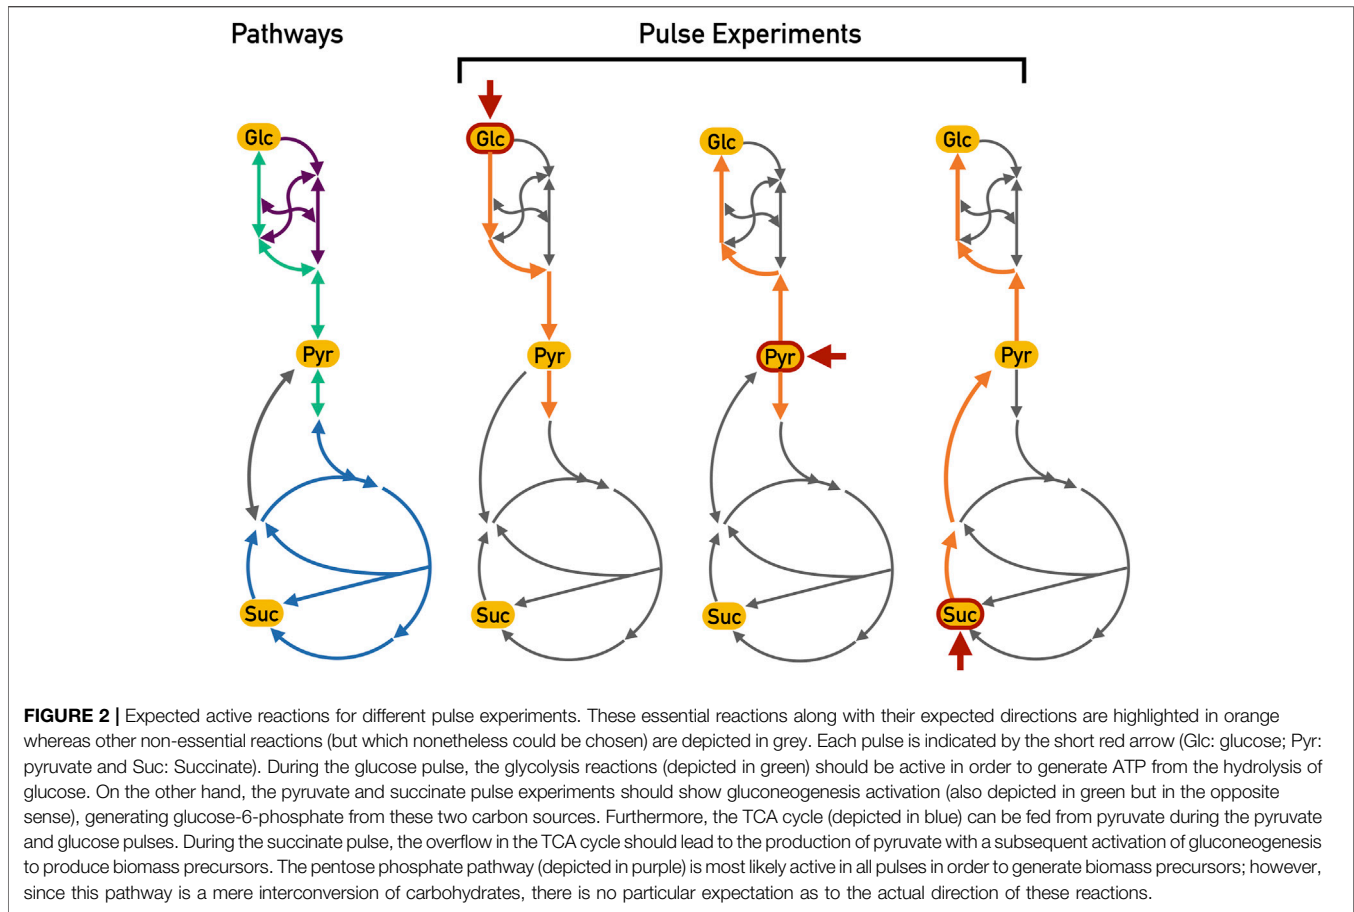 Pathways
Pulse Experiments
Glc
Glc
Glc
Glc
Pyr
Pyr
Pyr
Pyr
Suc
Suc
Suc
Suc
FIGURE 2 | Expected active reactions for different pulse experiments. These essential reactions along with their expected directions are highlighted in orange
whereas other non-essential reactions (but which nonetheless could be chosen) are depicted in grey. Each pulse is indicated by the short red arrow (Glc: glucose; Pyr:
pyruvate and Suc: Succinate). During the glucose pulse, the glycolysis reactions (depicted in green) should be active in order to generate ATP from the hydrolysis of
glucose. On the other hand, the pyruvate and succinate pulse experiments should show gluconeogenesis activation (also depicted in green but in the opposite
sense), generating glucose-6-phosphate from these two carbon sources. Furthermore, the TCA cycle (depicted in blue) can be fed from pyruvate during the pyruvate
and glucose pulses. During the succinate pulse, the overflow in the TCA cycle should lead to the production of pyruvate with a subsequent activation of gluconeogenesis
to produce biomass precursors. The pentose phosphate pathway (depicted in purple) is most likely active in all pulses in order to generate biomass precursors; however,
since this pathway is a mere interconversion of carbohydrates, there is no particular expectation as to the actual direction of these reactions.